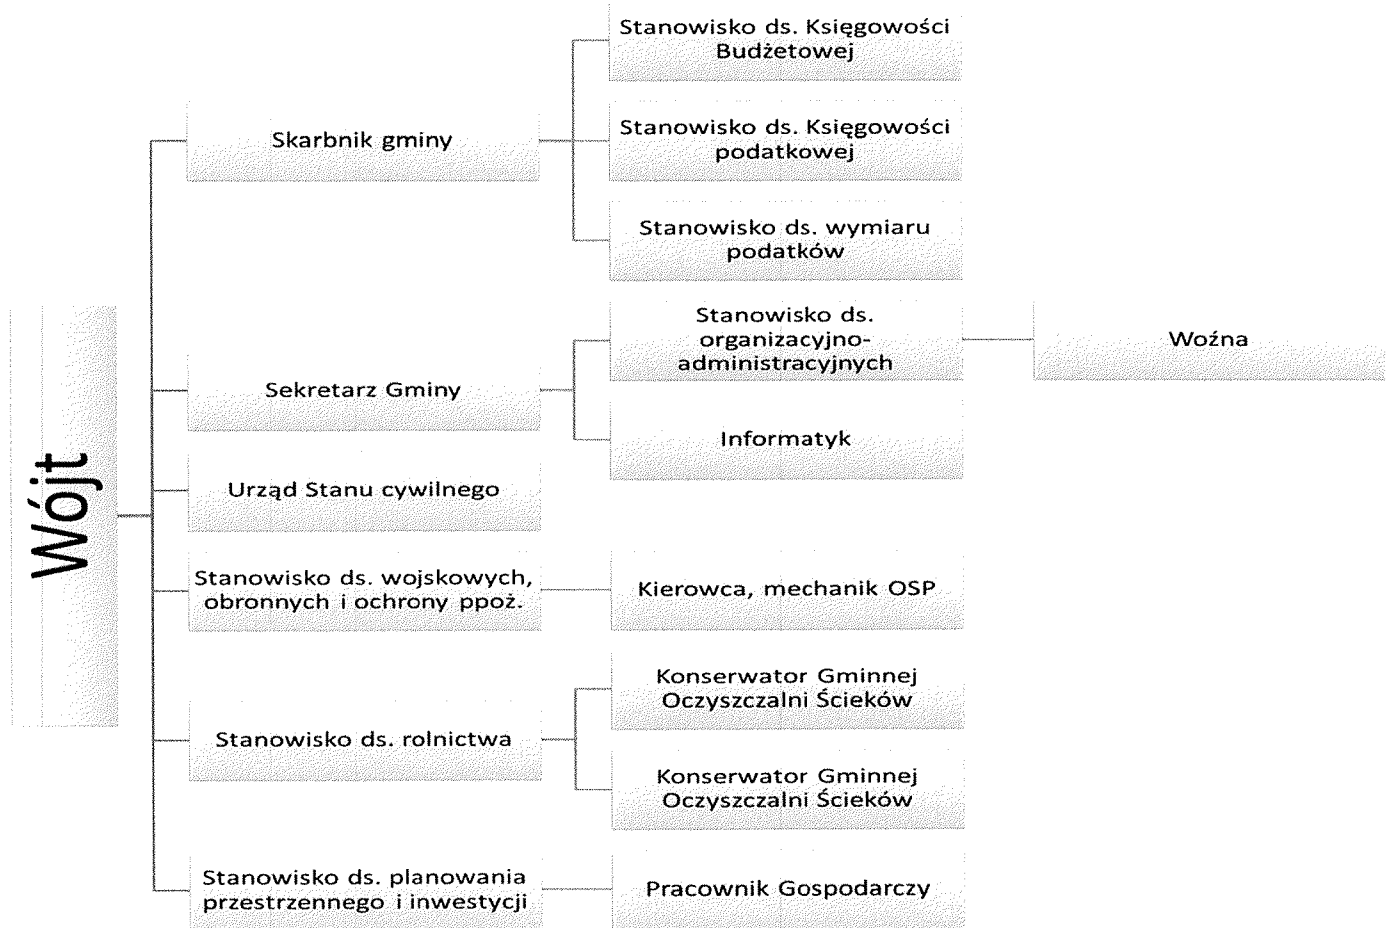 Wójt
Skarbnik gminy
Stanowisko ds. Księgowości
Budżetowej
Stanowisko ds. Księgowości
podatkowej
Stanowisko ds. wymiaru
podatków
Sekretarz Gminy
Stanowisko ds.
organizacyjno-
administracyjnych
Woźna
Informatyk
Urząd Stanu cywilnego
Stanowisko ds. wojskowych,
obronnych i ochrony ppoż.
Kierowca, mechanik OSP
Stanowisko ds. rolnictwa
Konserwator Gminnej
Oczyszczalni Ścieków
Konserwator Gminnej
Oczyszczalni Ścieków
Stanowisko ds. planowania
przestrzennego i inwestycji
Pracownik Gospodarczy